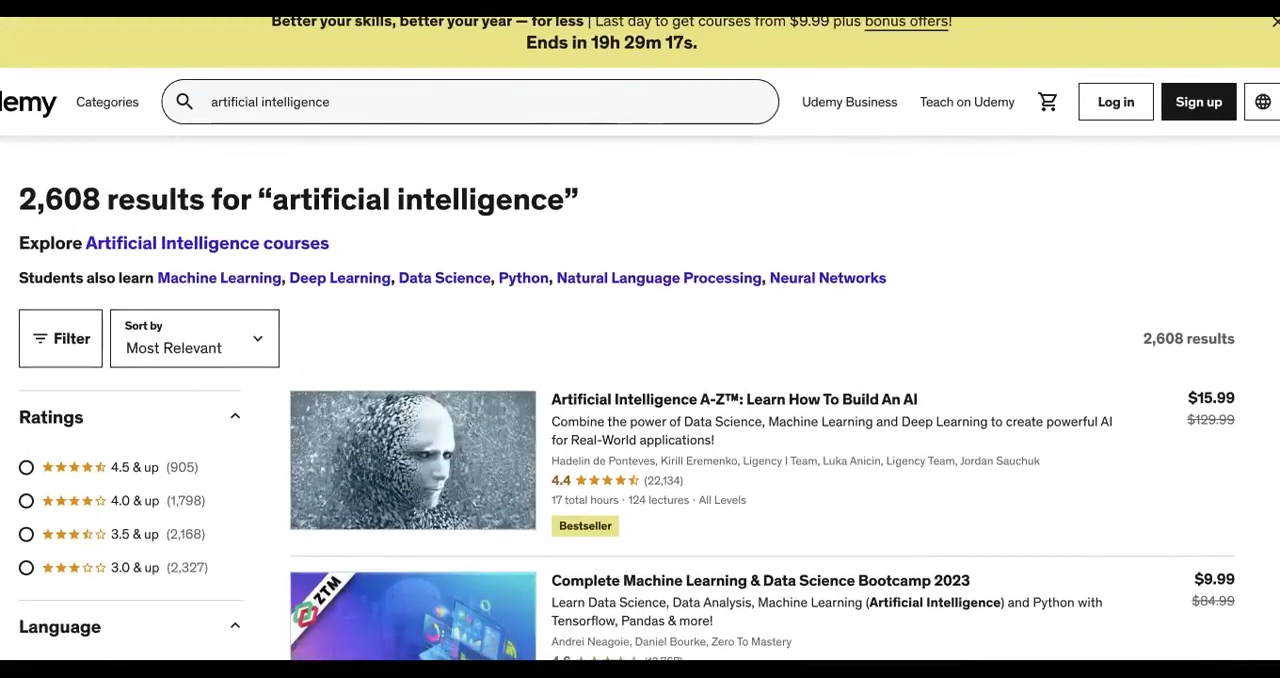 Better your skills, better your year — for less | Last day to get courses from $9.99 plus bonus offers!
Ends in 19h 29m 17s.
demy Categories artificial intelligence Udemy Business Teach on Udemy Log in Sign up
2,608 results for “artificial intelligence”
Explore Artificial Intelligence courses
Students also learn Machine Learning, Deep Learning, Data Science, Python, Natural Language Processing, Neural Networks
Filter
Sort by
Most Relevant
2,608 results
Ratings
4.5 & up (905)
4.0 & up (1,798)
3.5 & up (2,168)
3.0 & up (2,327)
Language
Artificial Intelligence A-Z™: Learn How To Build An AI
$15.99
Combine the power of Data Science, Machine Learning and Deep Learning to create powerful AI
$129.99
for Real-World applications!
Hadelin de Ponteves, Kirill Eremenko, Ligency I Team, Luka Anicin, Ligency Team, Jordan Sauchuk
4.4 (22,134)
17 total hours · 124 lectures · All Levels
Bestseller
ZTM
Complete Machine Learning & Data Science Bootcamp 2023
$9.99
Learn Data Science, Data Analysis, Machine Learning (Artificial Intelligence) and Python with
$84.99
Tensorflow, Pandas & more!
Andrei Neagoie, Daniel Bourke, Zero To Mastery